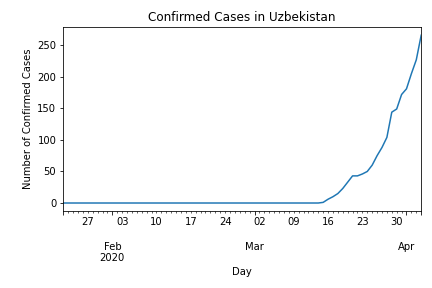 Confirmed Cases in Uzbekistan
Number of Confirmed Cases
250
200
150
100
50
0
27 03 10 17 24 02 09 16 23 30
Feb Mar Apr
2020
Day